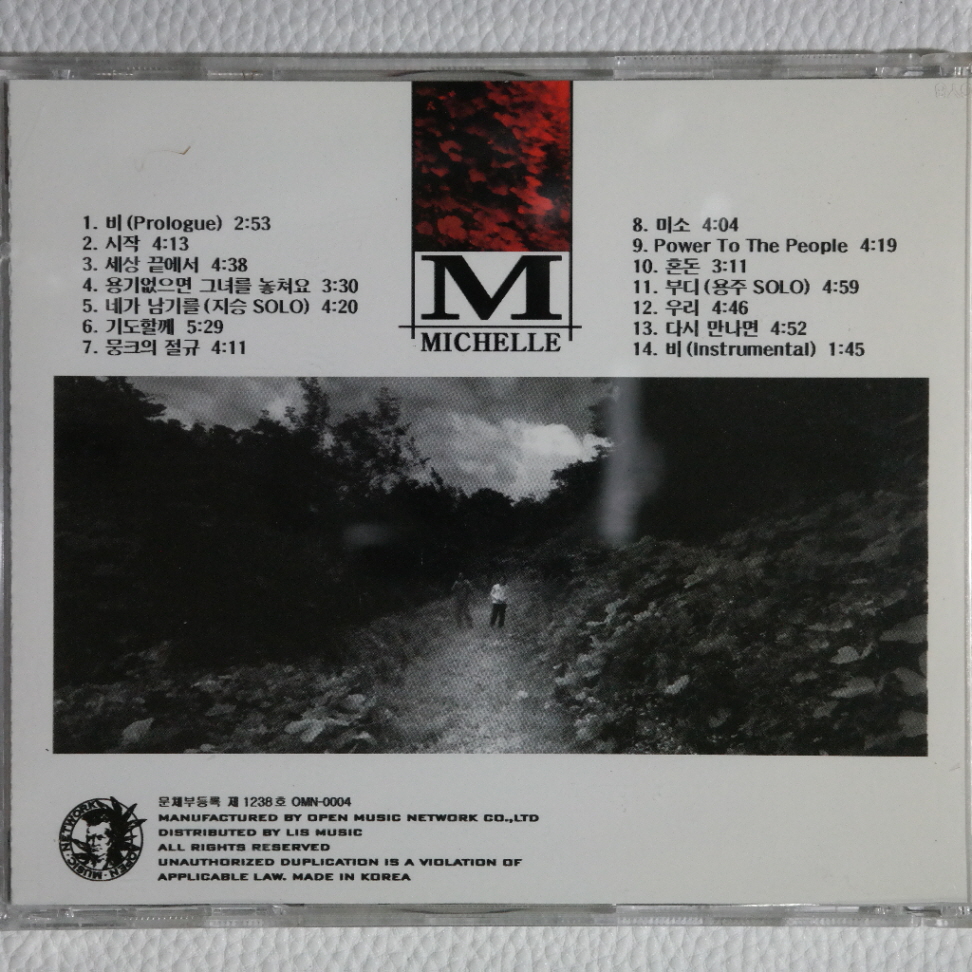 1. 비 (Prologue) 2:53
2. 시작 4:13
3. 세상 끝에서 4:38
4. 용기없으면 그녀를 놓쳐요 3:30
5. 네가 남기를 (지승 SOLO) 4:20
6. 기도할께 5:29
7. 뭉크의 절규 4:11
M
MICHELLE
8. 미소 4:04
9. Power To The People 4:19
10. 혼돈 3:11
11. 부디 (용주 SOLO) 4:59
12. 우리 4:46
13. 다시 만나면 4:52
14. 비 (Instrumental) 1:45
OPEN MUSIC NETWORK
문체부등록 제 1238호 OMN-0004
MANUFACTURED BY OPEN MUSIC NETWORK CO.,LTD
DISTRIBUTED BY LIS MUSIC
ALL RIGHTS RESERVED
UNAUTHORIZED DUPLICATION IS A VIOLATION OF
APPLICABLE LAW. MADE IN KOREA